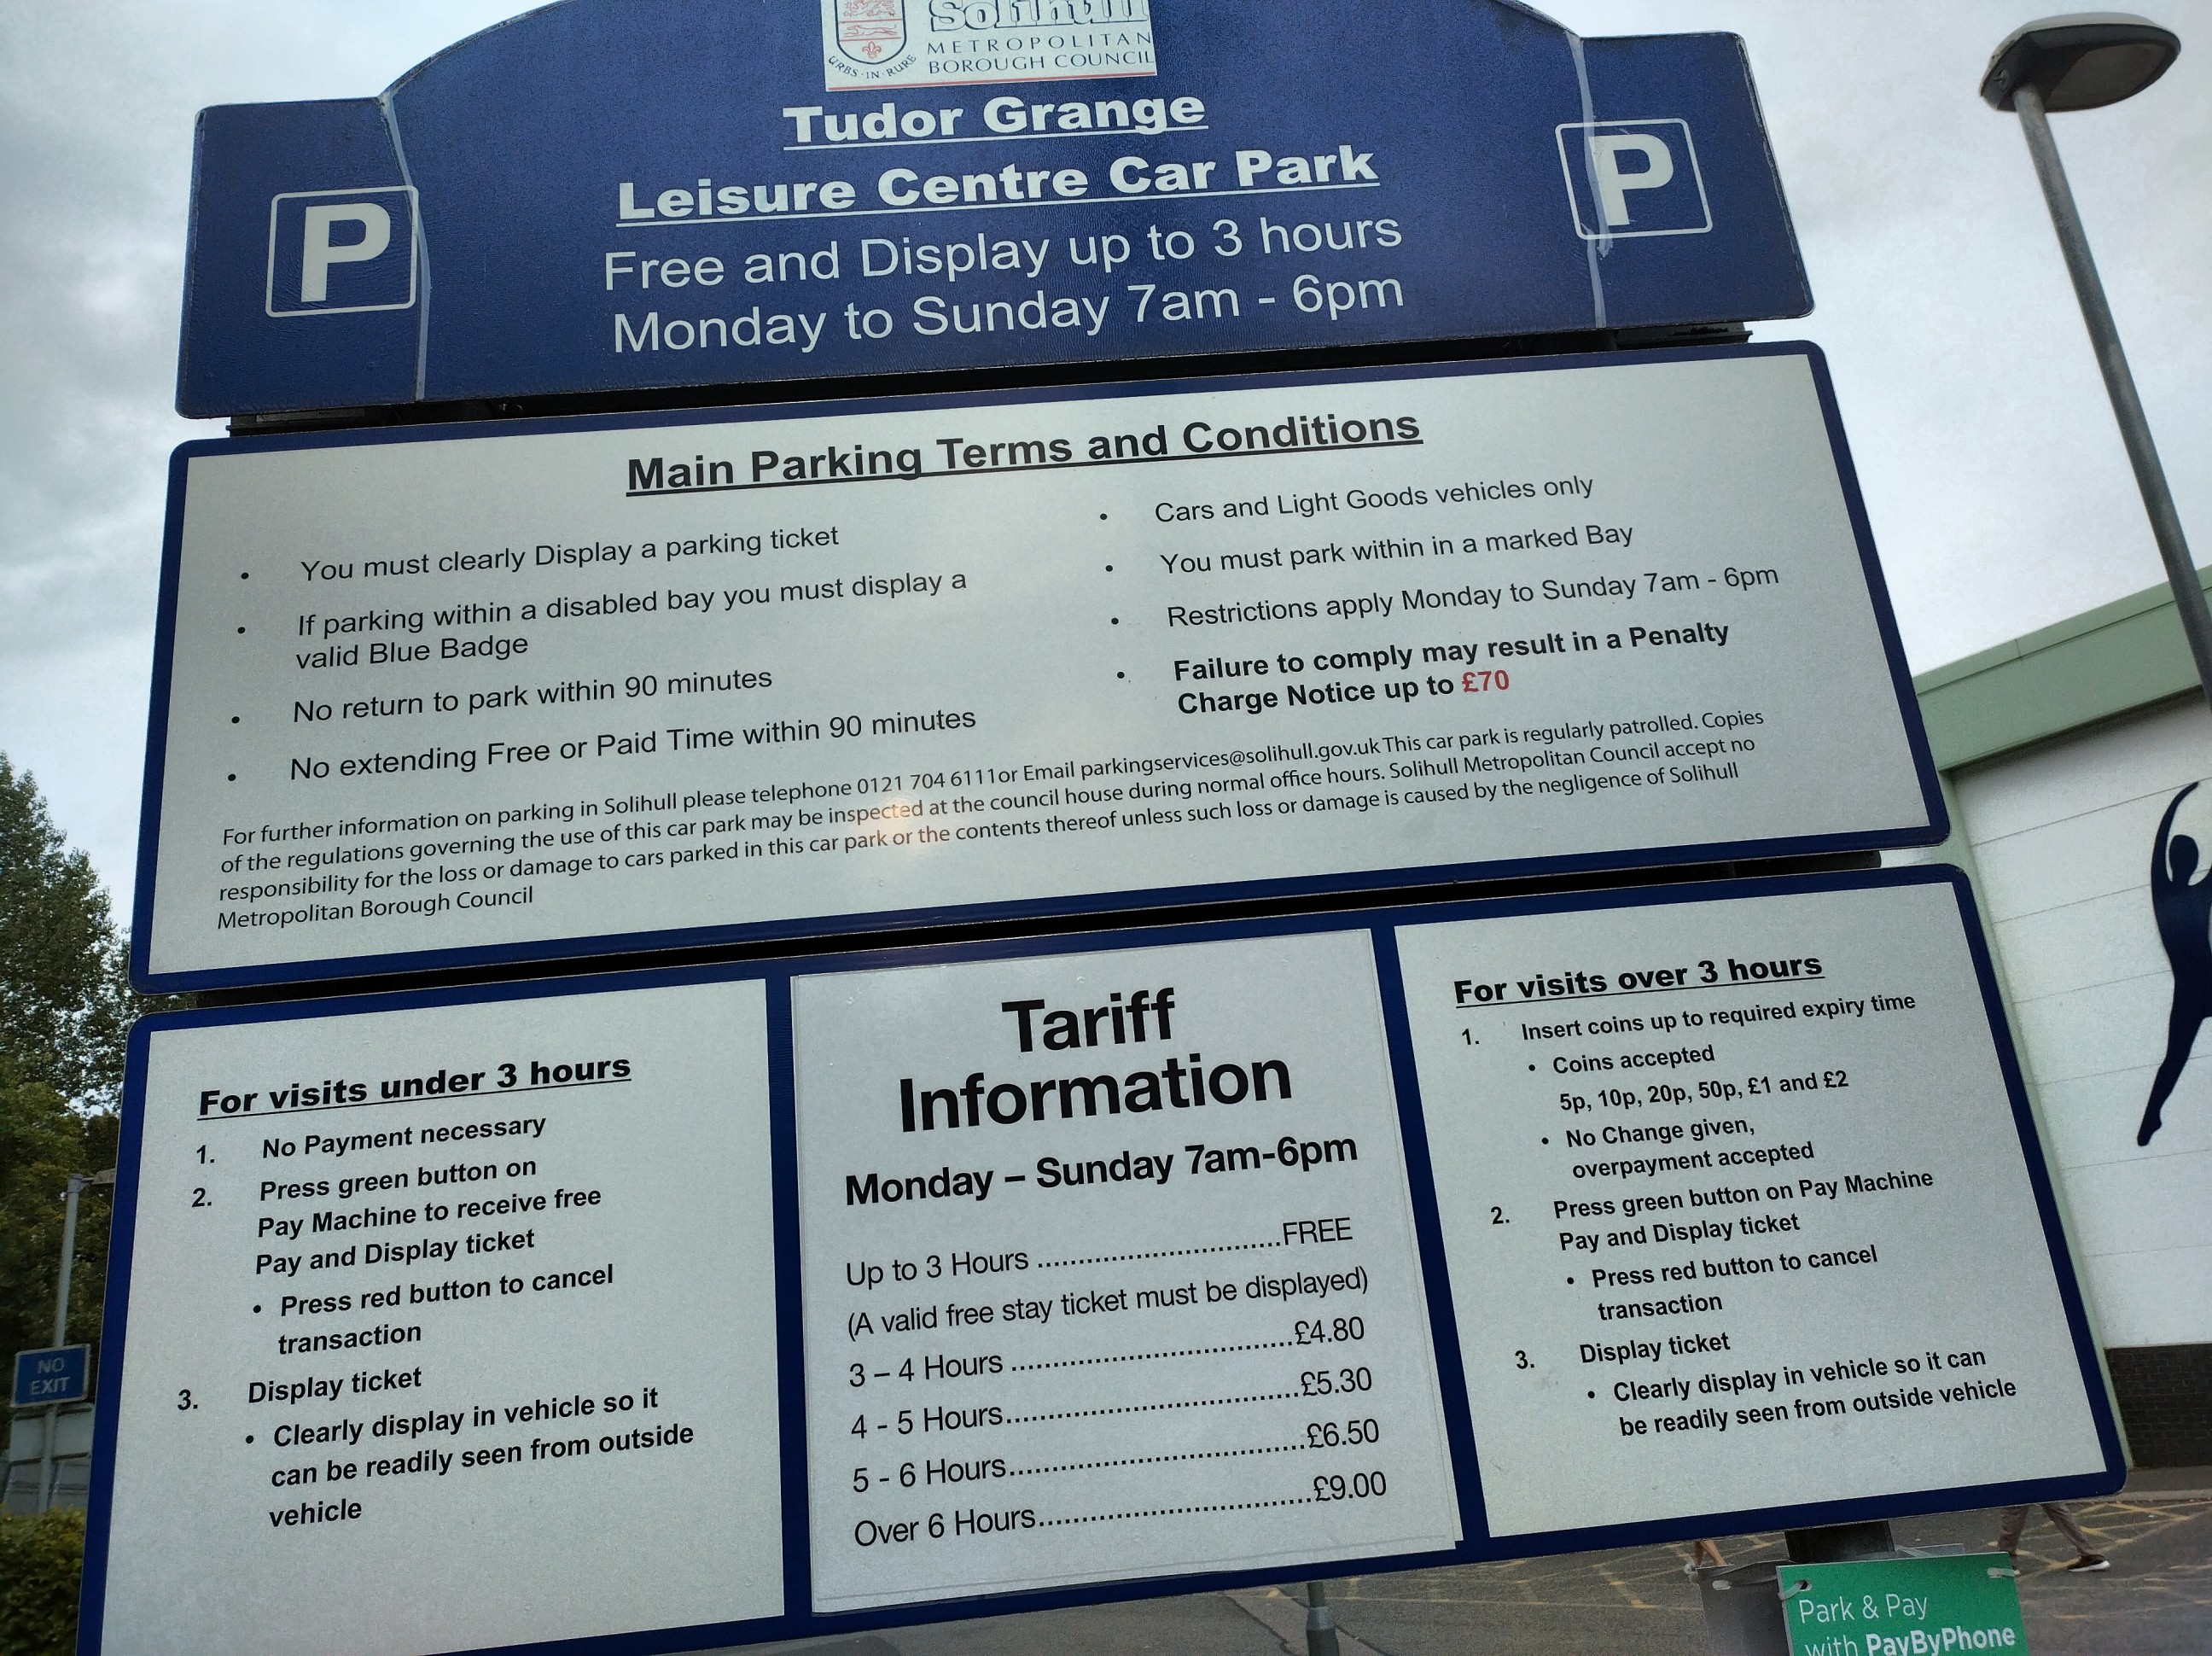 Solihull
METROPOLITAN
BOROUGH COUNCIL
URBS·IN·RURE
Tudor Grange
Leisure Centre Car Park
Free and Display up to 3 hours
Monday to Sunday 7am - 6pm
P
P
Main Parking Terms and Conditions
• You must clearly Display a parking ticket
• If parking within a disabled bay you must display a
valid Blue Badge
• No return to park within 90 minutes
• No extending Free or Paid Time within 90 minutes
• Cars and Light Goods vehicles only
• You must park within in a marked Bay
• Restrictions apply Monday to Sunday 7am - 6pm
• Failure to comply may result in a Penalty
Charge Notice up to £70
For further information on parking in Solihull please telephone 0121 704 6111or Email parkingservices@solihull.gov.uk This car park is regularly patrolled. Copies
of the regulations governing the use of this car park may be inspected at the council house during normal office hours. Solihull Metropolitan Council accept no
responsibility for the loss or damage to cars parked in this car park or the contents thereof unless such loss or damage is caused by the negligence of Solihull
Metropolitan Borough Council
For visits under 3 hours
1. No Payment necessary
2. Press green button on
Pay Machine to receive free
Pay and Display ticket
• Press red button to cancel
transaction
3. Display ticket
• Clearly display in vehicle so it
can be readily seen from outside
vehicle
Tariff
Information
Monday – Sunday 7am-6pm
Up to 3 Hours ................................FREE
(A valid free stay ticket must be displayed)
3 – 4 Hours .....................................£4.80
4 - 5 Hours......................................£5.30
5 - 6 Hours......................................£6.50
Over 6 Hours...................................£9.00
For visits over 3 hours
1. Insert coins up to required expiry time
• Coins accepted
5p, 10p, 20p, 50p, £1 and £2
• No Change given,
overpayment accepted
2. Press green button on Pay Machine
Pay and Display ticket
• Press red button to cancel
transaction
3. Display ticket
• Clearly display in vehicle so it can
be readily seen from outside vehicle
NO
EXIT
Park & Pay
with PayByPhone